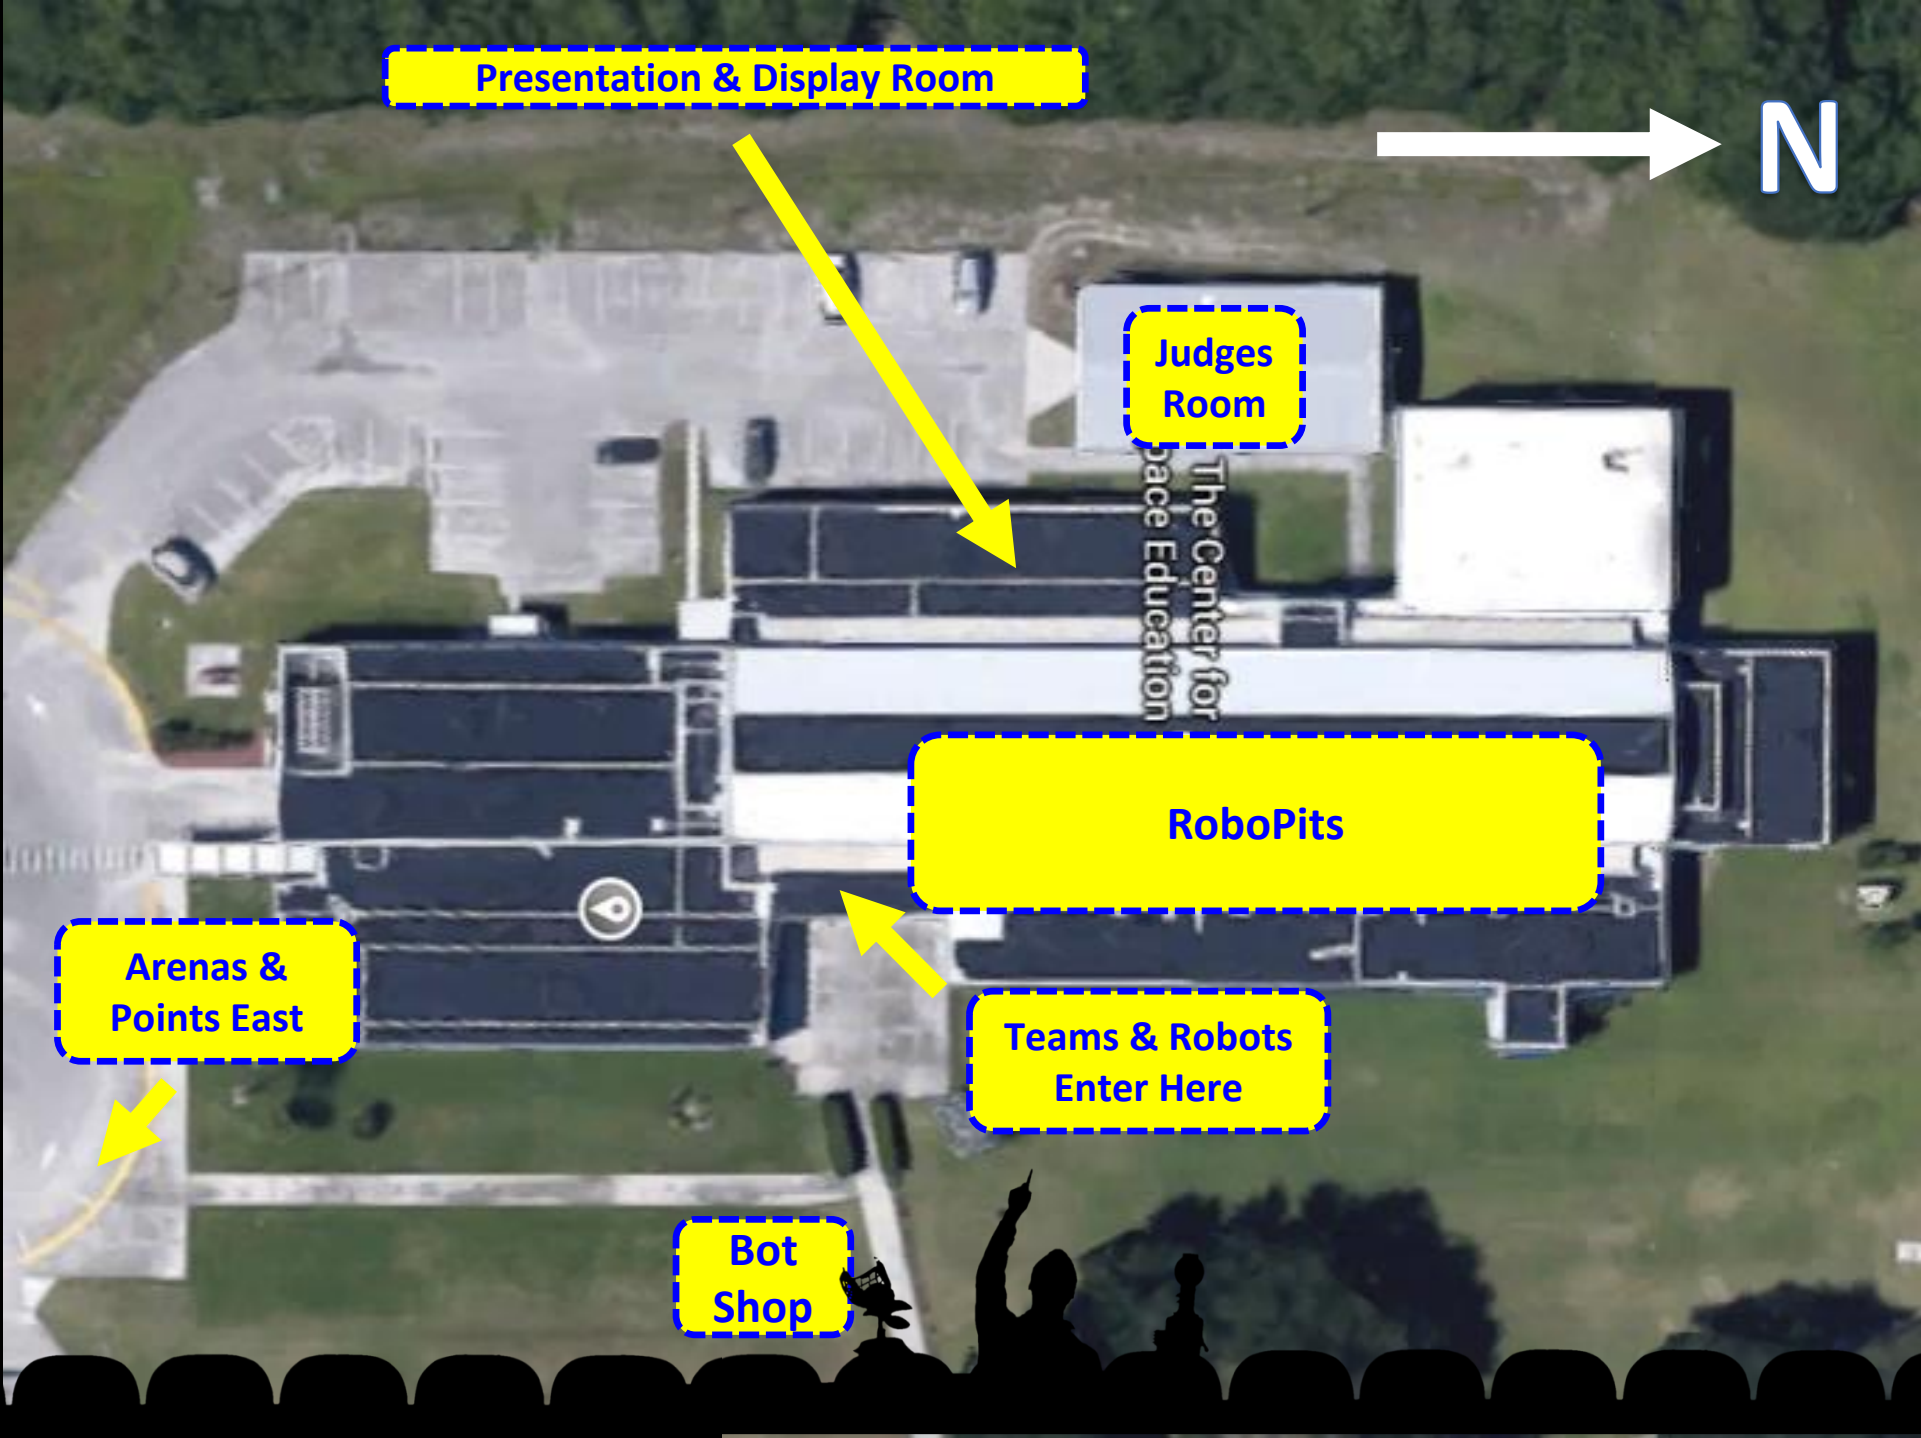 Presentation & Display Room
N
Judges
Room
The Center for
pace Education
RoboPits
Arenas &
Points East
Teams & Robots
Enter Here
Bot
Shop